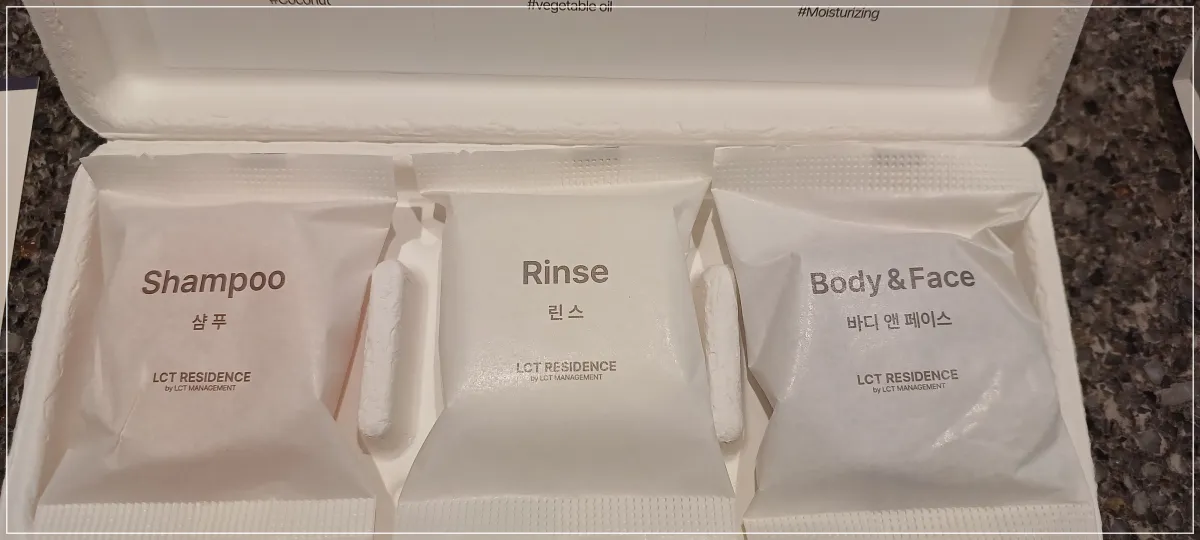 #Coconut
#Vegetable oil
#Moisturizing
Shampoo
샴푸
LCT RESIDENCE
by LCT MANAGEMENT
Rinse
린스
LCT RESIDENCE
by LCT MANAGEMENT
Body & Face
바디 앤 페이스
LCT RESIDENCE
by LCT MANAGEMENT